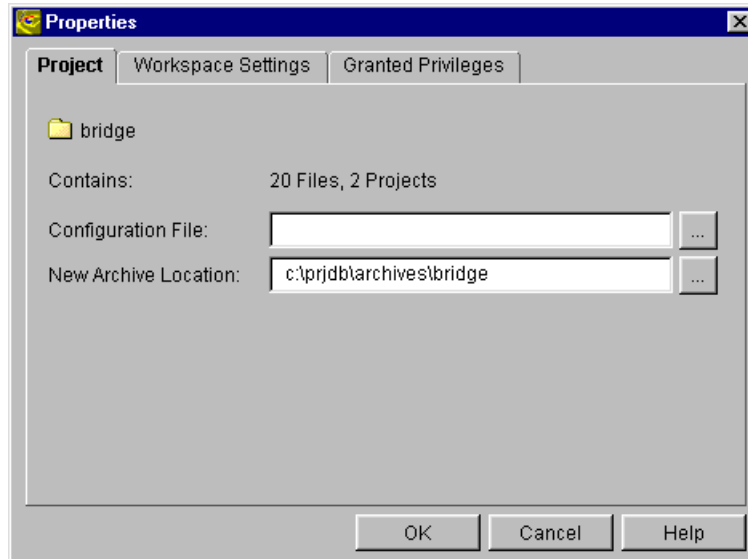 Properties
Project Workspace Settings Granted Privileges
bridge
Contains: 20 Files, 2 Projects
Configuration File: ...
New Archive Location: c:\prjdb\archives\bridge ...
OK Cancel Help